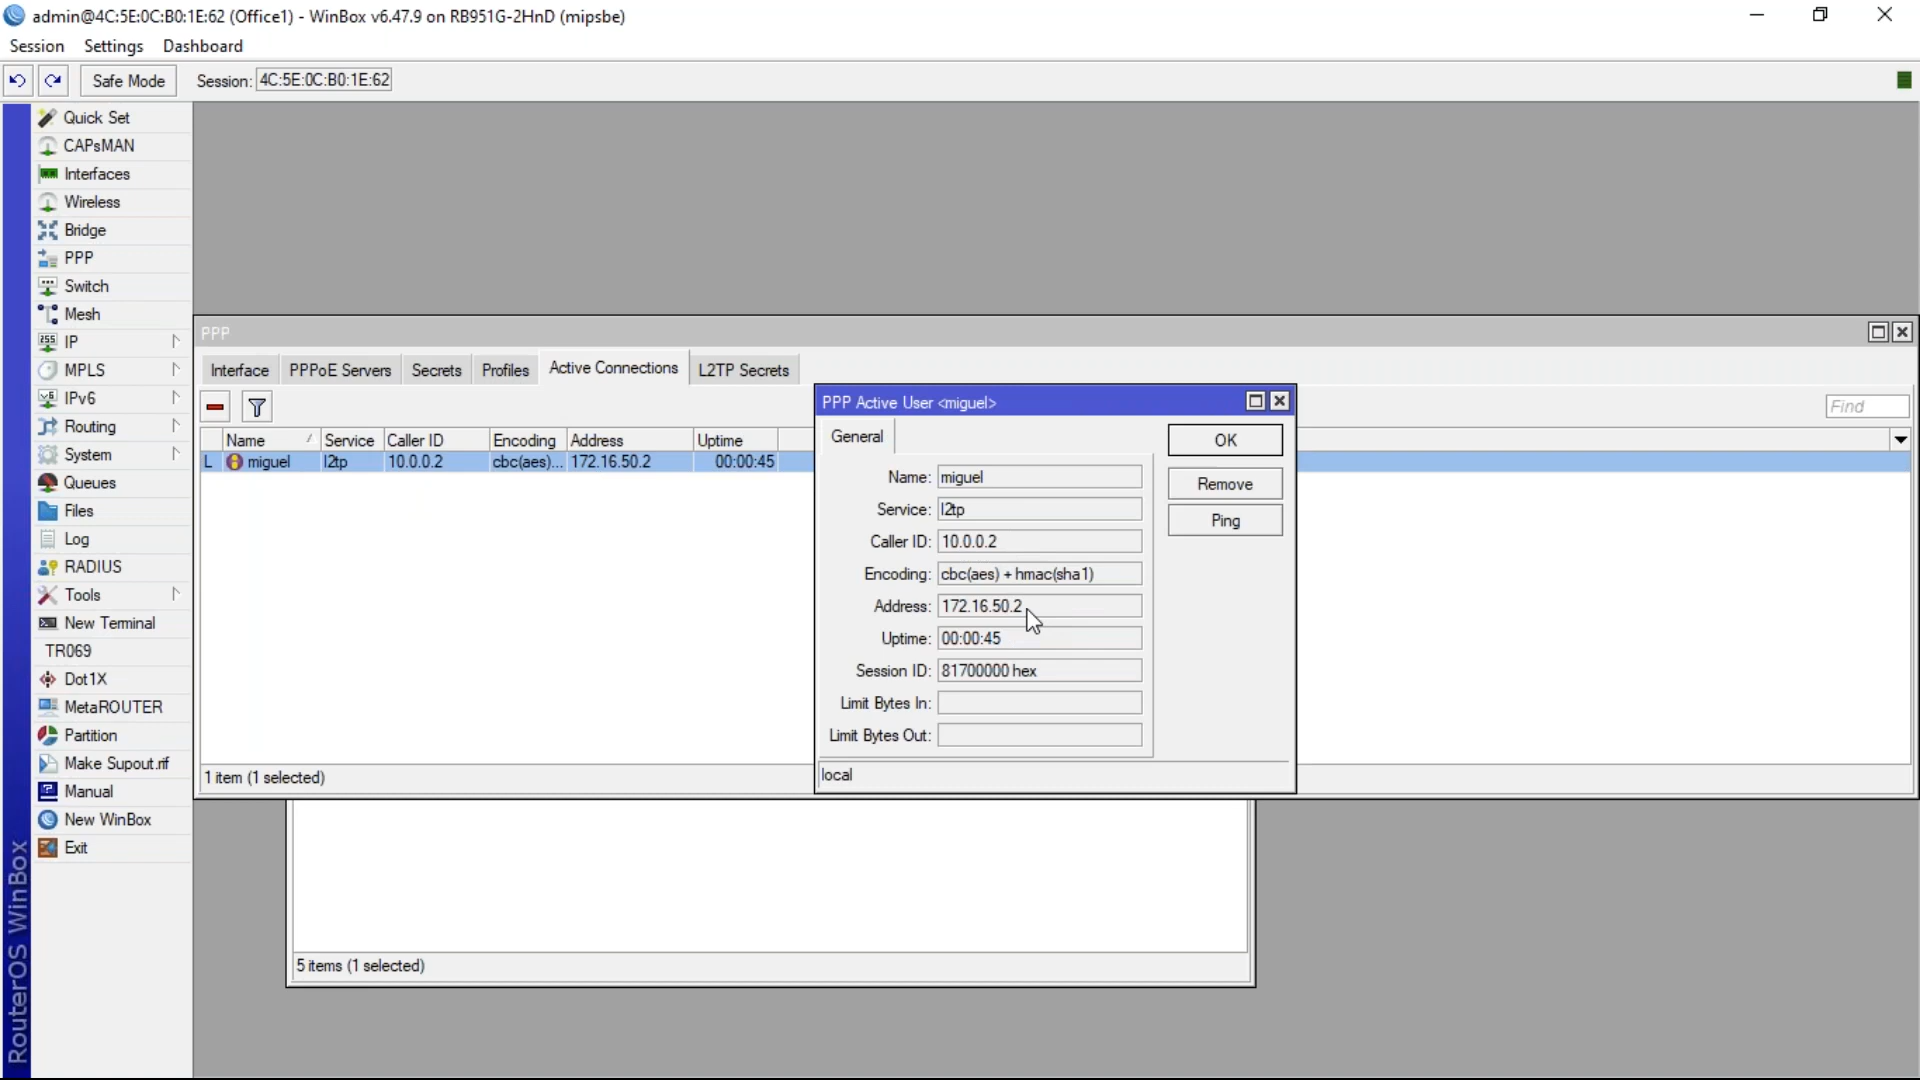 admin@4C:5E:0C:B0:1E:62 (Office1) - WinBox v6.47.9 on RB951G-2HnD (mipsbe)
Session Settings Dashboard
Safe Mode Session: 4C:5E:0C:B0:1E:62
Quick Set
CAPsMAN
Interfaces
Wireless
Bridge
PPP
Switch
Mesh
IP
MPLS
IPv6
Routing
System
Queues
Files
Log
RADIUS
Tools
New Terminal
TR069
Dot1X
MetaROUTER
Partition
Make Supout.rif
Manual
New WinBox
Exit
RouterOS WinBox
PPP
Interface PPPoE Servers Secrets Profiles Active Connections L2TP Secrets
Find
Name Service Caller ID Encoding Address Uptime
L miguel l2tp 10.0.0.2 cbc(aes)... 172.16.50.2 00:00:45
1 item (1 selected)
PPP Active User <miguel>
General
Name: miguel
Service: l2tp
Caller ID: 10.0.0.2
Encoding: cbc(aes) + hmac(sha1)
Address: 172.16.50.2
Uptime: 00:00:45
Session ID: 81700000 hex
Limit Bytes In:
Limit Bytes Out:
local
OK
Remove
Ping
5 items (1 selected)